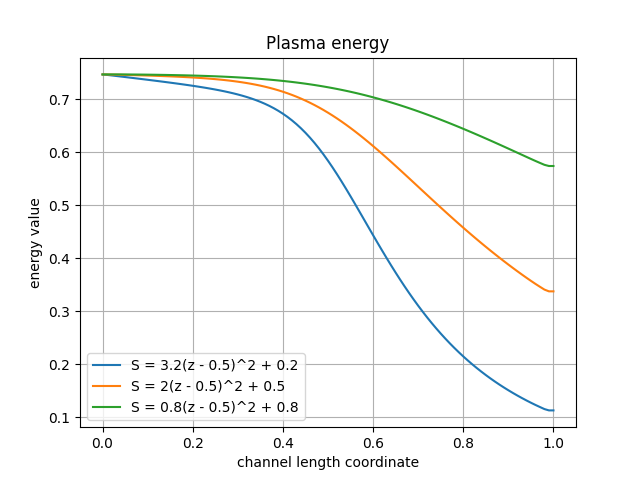 Plasma energy
energy value
0.7
0.6
0.5
0.4
0.3
0.2
0.1
S = 3.2(z - 0.5)^2 + 0.2
S = 2(z - 0.5)^2 + 0.5
S = 0.8(z - 0.5)^2 + 0.8
0.0 0.2 0.4 0.6 0.8 1.0
channel length coordinate